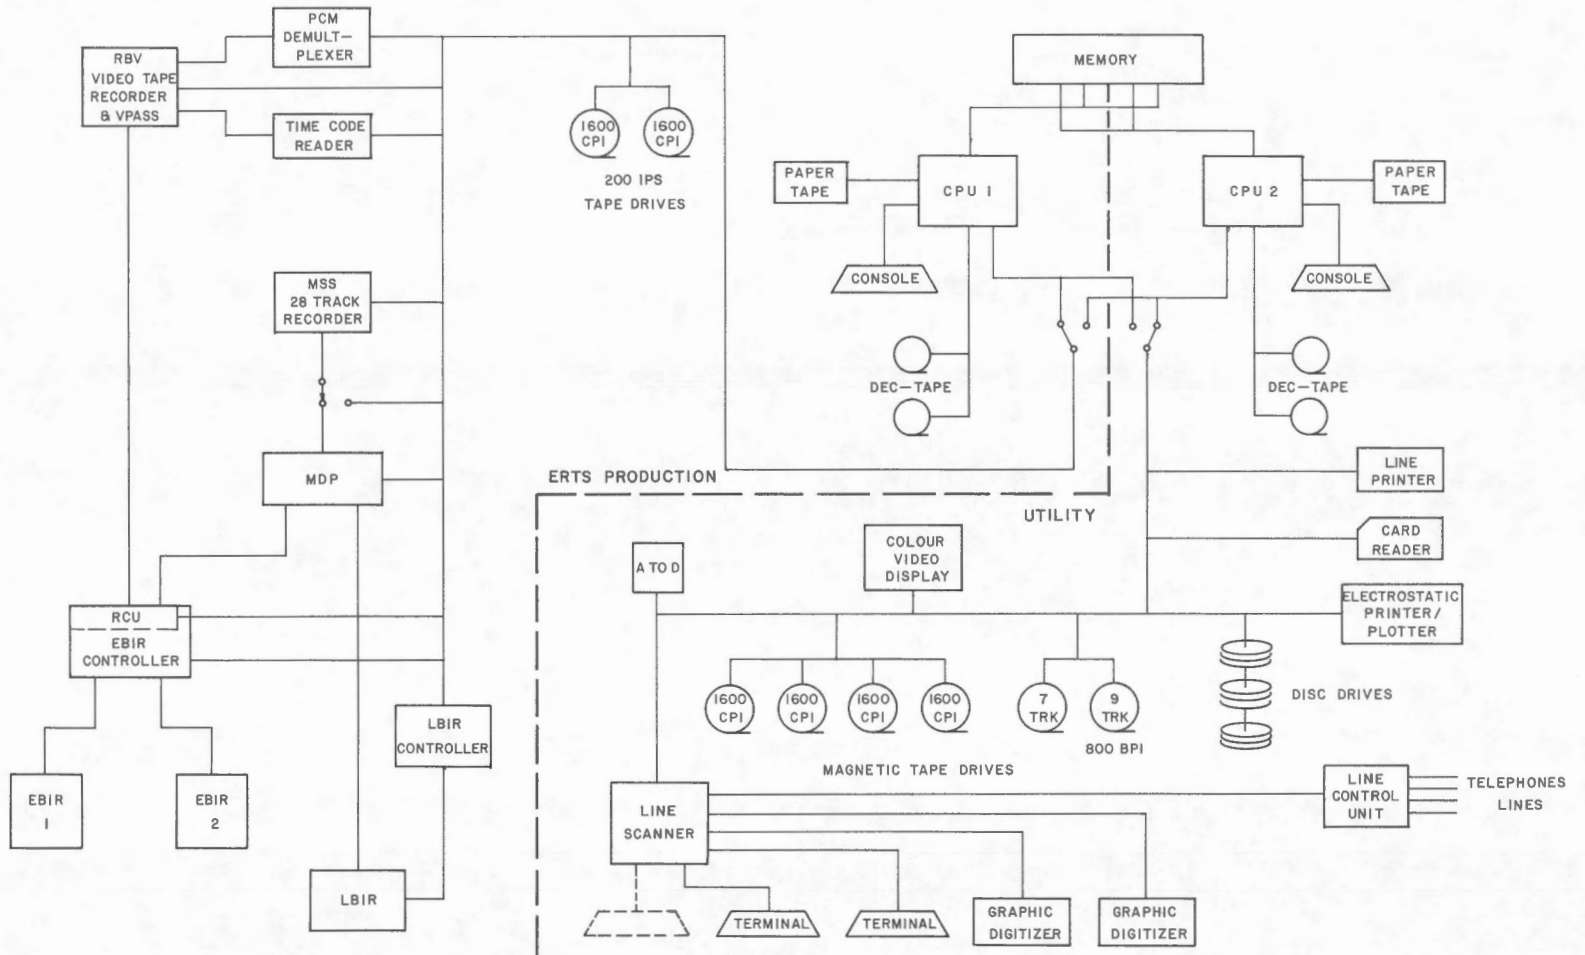 PCM
DEMULT-
PLEXER
RBV
VIDEO TAPE
RECORDER
& VPASS
TIME CODE
READER
1600
CPI
1600
CPI
200 IPS
TAPE DRIVES
MEMORY
PAPER
TAPE
CPU 1
CPU 2
PAPER
TAPE
CONSOLE
CONSOLE
MSS
28 TRACK
RECORDER
DEC-TAPE
DEC-TAPE
MDP
ERTS PRODUCTION
UTILITY
LINE
PRINTER
CARD
READER
COLOUR
VIDEO
DISPLAY
A TO D
ELECTROSTATIC
PRINTER/
PLOTTER
RCU
EBIR
CONTROLLER
1600
CPI
1600
CPI
1600
CPI
1600
CPI
7
TRK
9
TRK
800 BPI
DISC DRIVES
MAGNETIC TAPE DRIVES
LBIR
CONTROLLER
EBIR
1
EBIR
2
LINE
SCANNER
LINE
CONTROL
UNIT
TELEPHONES
LINES
LBIR
TERMINAL
TERMINAL
GRAPHIC
DIGITIZER
GRAPHIC
DIGITIZER